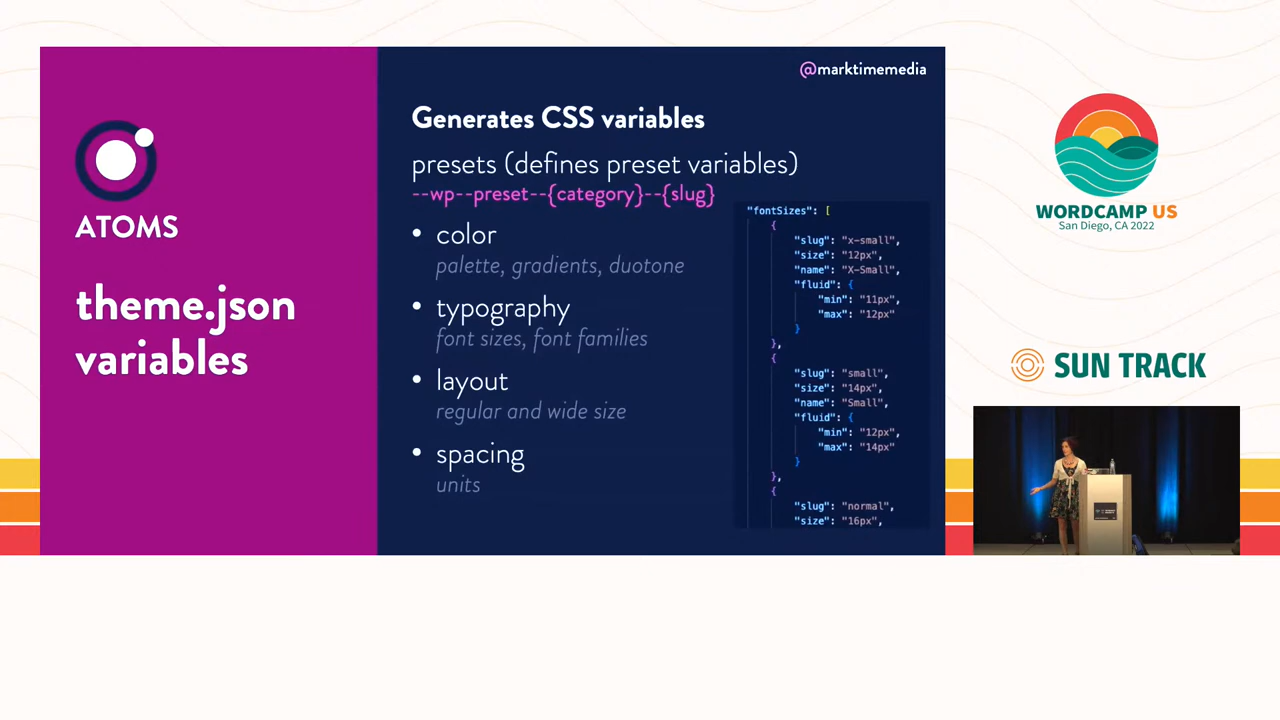 @marktimemedia
ATOMS
theme.json
variables
Generates CSS variables
presets (defines preset variables)
--wp--preset--{category}--{slug}
• color
palette, gradients, duotone
• typography
font sizes, font families
• layout
regular and wide size
• spacing
units
"fontSizes": [
{
"slug": "x-small",
"size": "12px",
"name": "X-Small",
"fluid": {
"min": "11px",
"max": "12px"
}
},
{
"slug": "small",
"size": "14px",
"name": "Small",
"fluid": {
"min": "12px",
"max": "14px"
}
},
{
"slug": "normal",
"size": "16px",
WORDCAMP US
San Diego, CA 2022
SUN TRACK